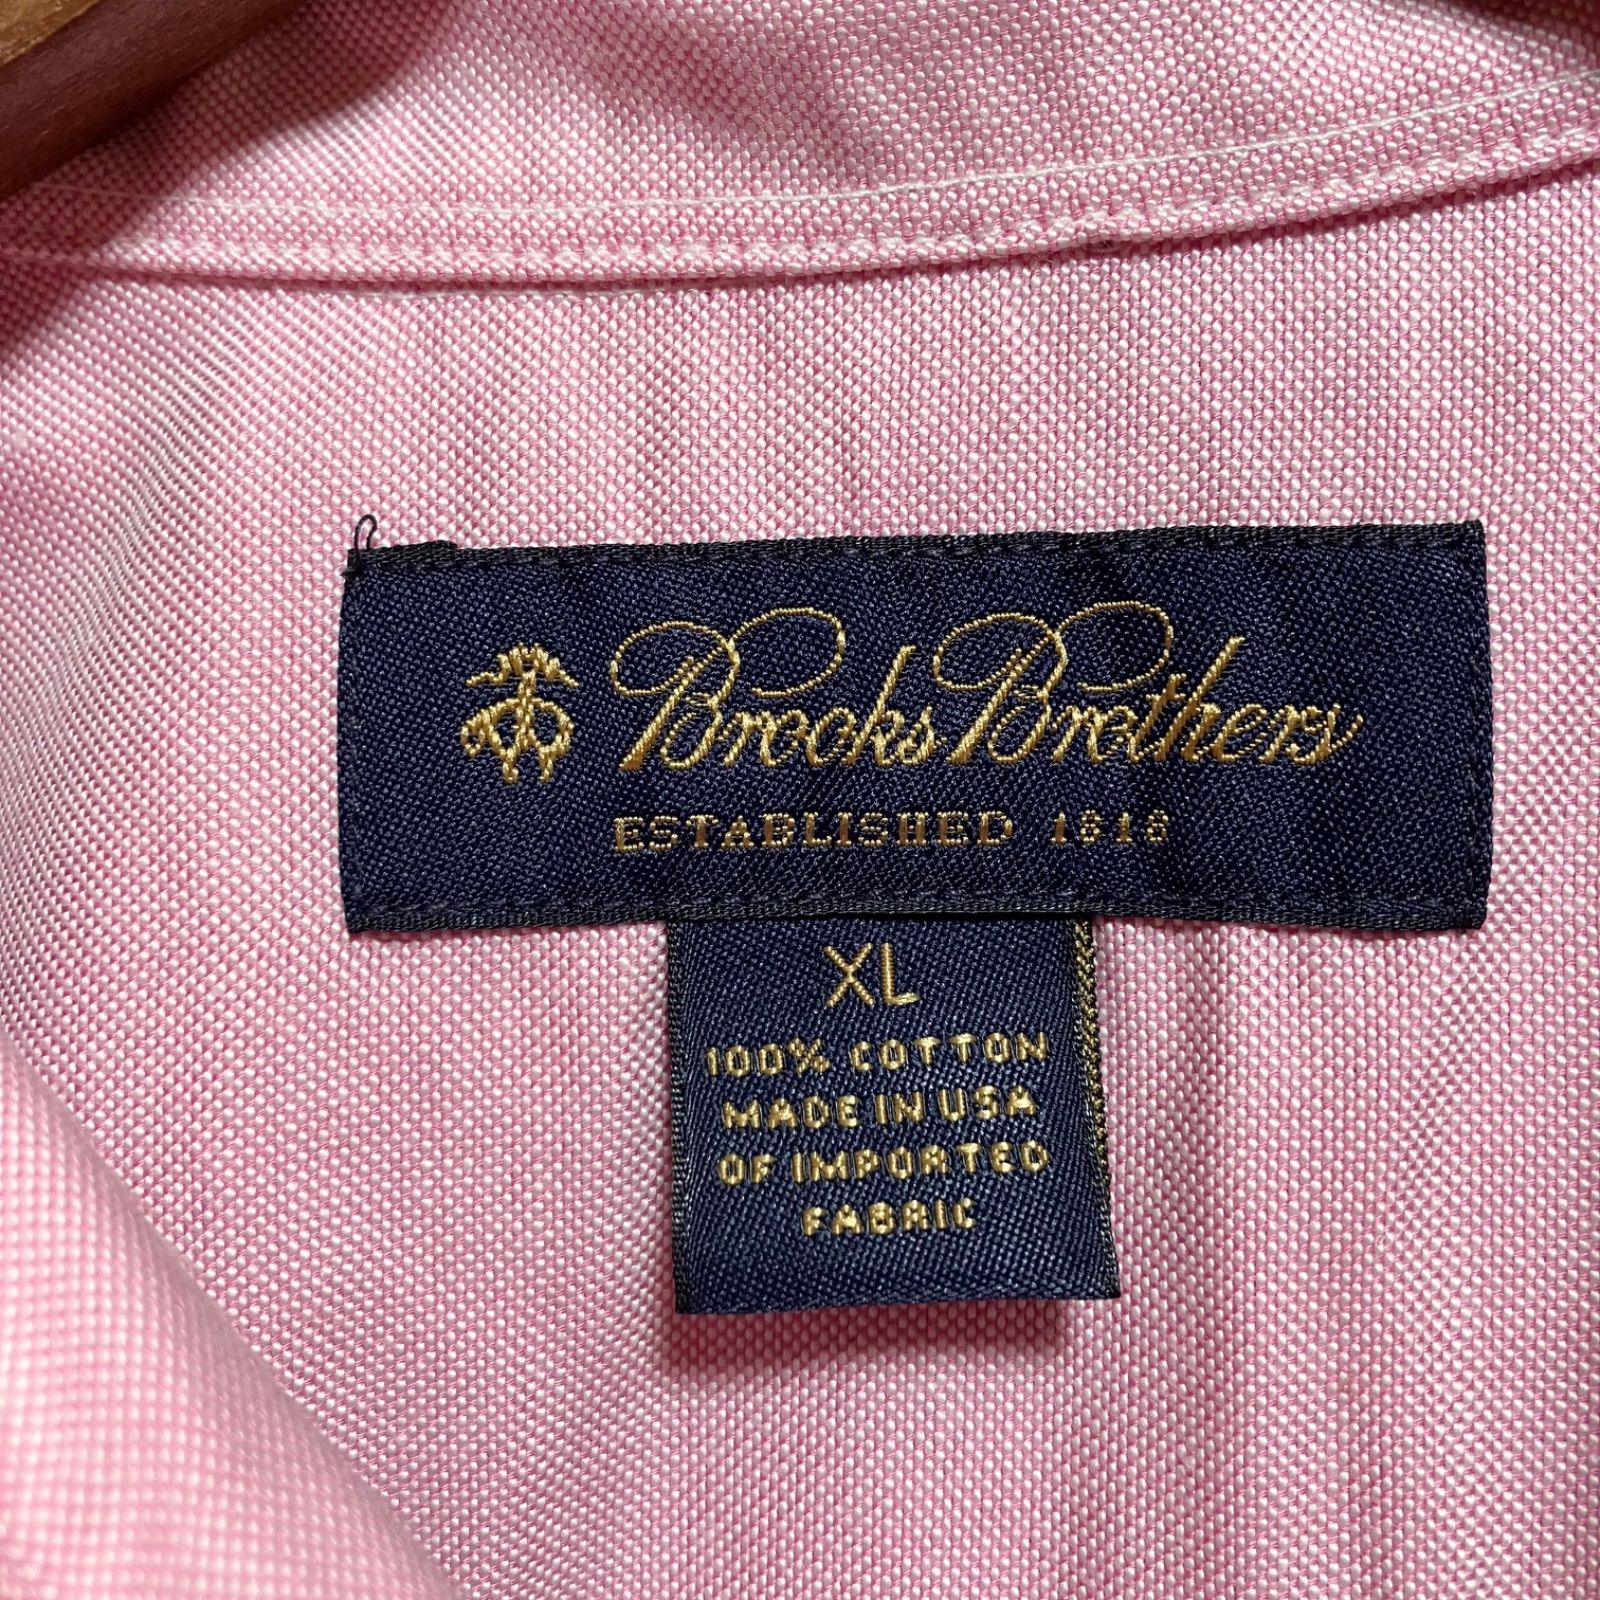 Brooks Brothers
ESTABLISHED 1818
XL
100% COTTON
MADE IN USA
OF IMPORTED
FABRIC